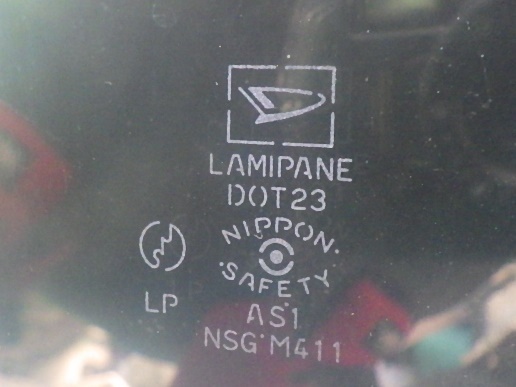 LAMIPANE
DOT23
NIPPON
SAFETY
LP
AS1
NSG M411